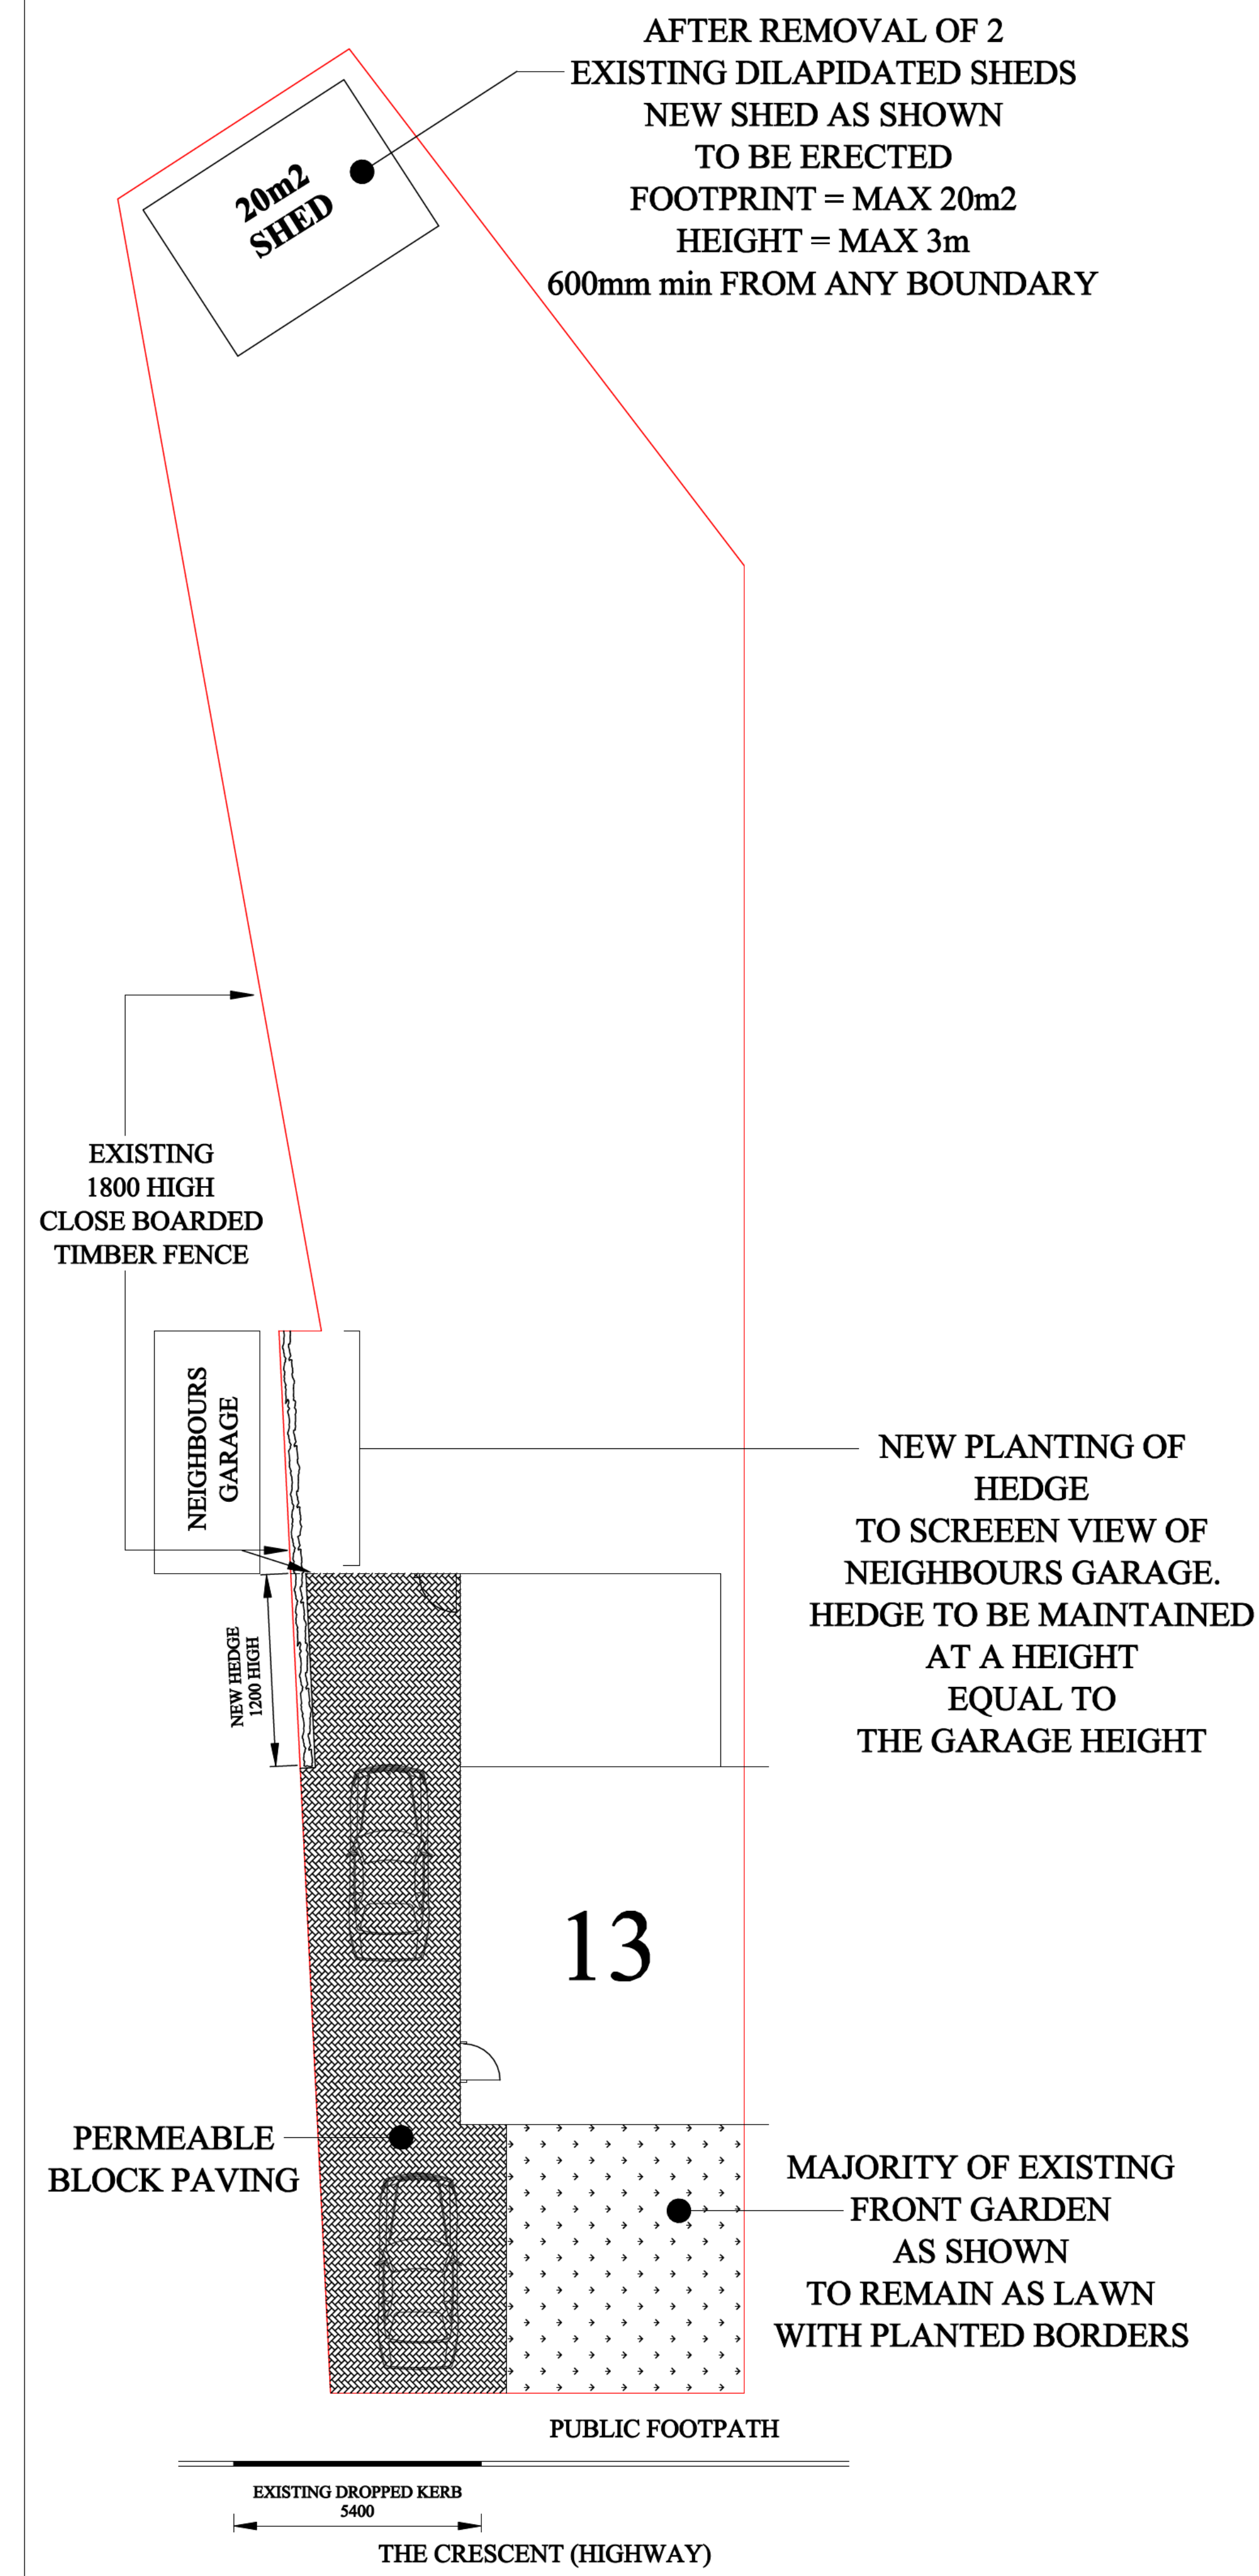 AFTER REMOVAL OF 2
EXISTING DILAPIDATED SHEDS
NEW SHED AS SHOWN
TO BE ERECTED
FOOTPRINT = MAX 20m2
HEIGHT = MAX 3m
600mm min FROM ANY BOUNDARY
20m2
SHED
EXISTING
1800 HIGH
CLOSE BOARDED
TIMBER FENCE
NEIGHBOURS
GARAGE
NEW PLANTING OF
HEDGE
TO SCREEEN VIEW OF
NEIGHBOURS GARAGE.
HEDGE TO BE MAINTAINED
AT A HEIGHT
EQUAL TO
THE GARAGE HEIGHT
NEW HEDGE
1200 HIGH
13
PERMEABLE
BLOCK PAVING
MAJORITY OF EXISTING
FRONT GARDEN
AS SHOWN
TO REMAIN AS LAWN
WITH PLANTED BORDERS
PUBLIC FOOTPATH
EXISTING DROPPED KERB
5400
THE CRESCENT (HIGHWAY)